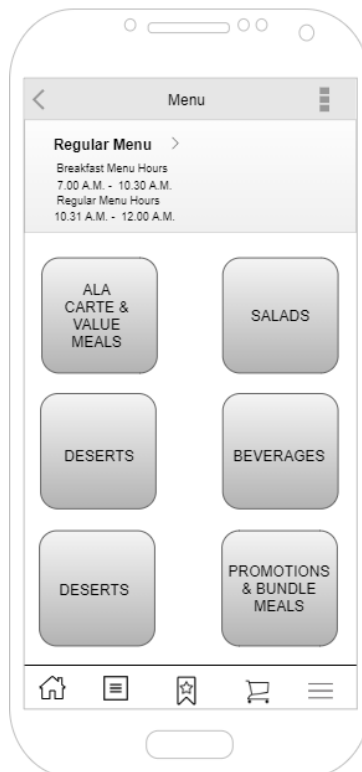 Menu
Regular Menu
Breakfast Menu Hours
7.00 A.M. - 10.30 A.M.
Regular Menu Hours
10.31 A.M. - 12.00 A.M.
ALA
CARTE &
VALUE
MEALS
SALADS
DESERTS
BEVERAGES
DESERTS
PROMOTIONS
& BUNDLE
MEALS